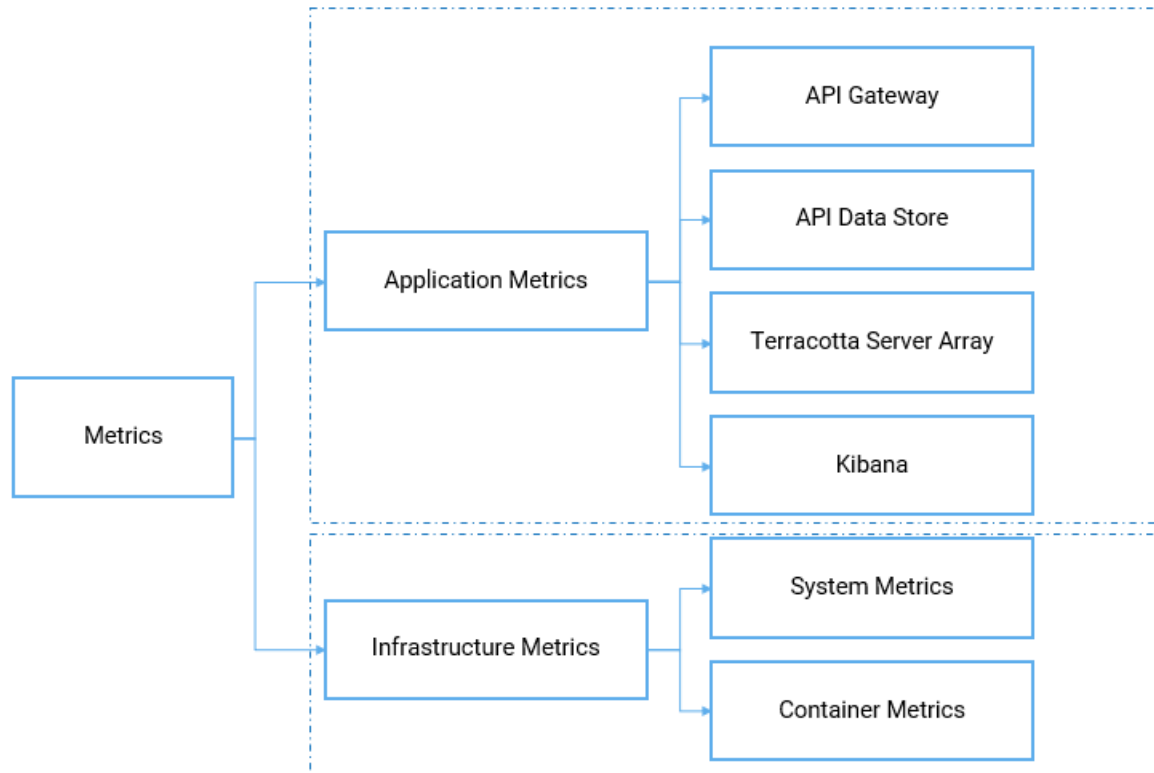 Metrics
Application Metrics
API Gateway
API Data Store
Terracotta Server Array
Kibana
Infrastructure Metrics
System Metrics
Container Metrics